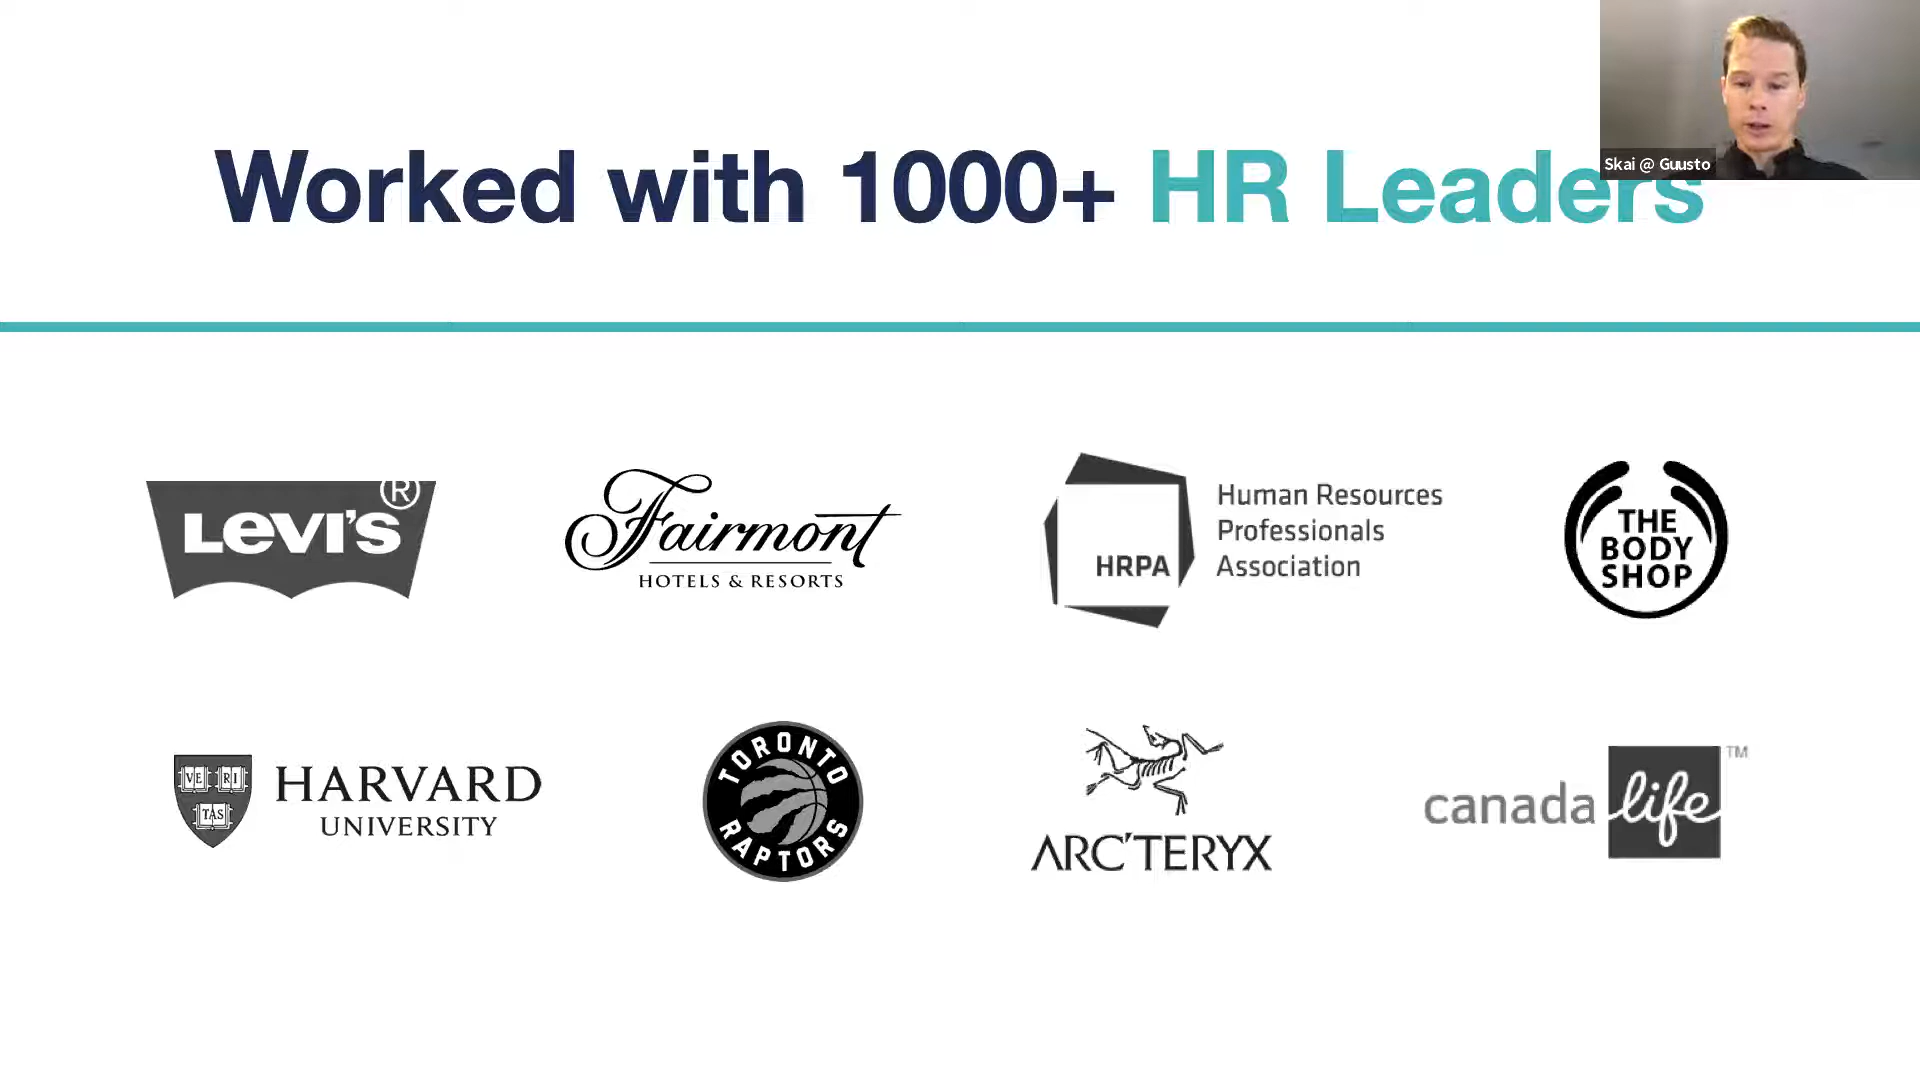 Worked with 1000+ HR Leaders
Skai @ Guusto
LEVI'S®
Fairmont
HOTELS & RESORTS
HRPA
Human Resources
Professionals
Association
THE
BODY
SHOP
VE RI
TAS
HARVARD
UNIVERSITY
TORONTO
RAPTORS
ARC'TERYX
canada life™